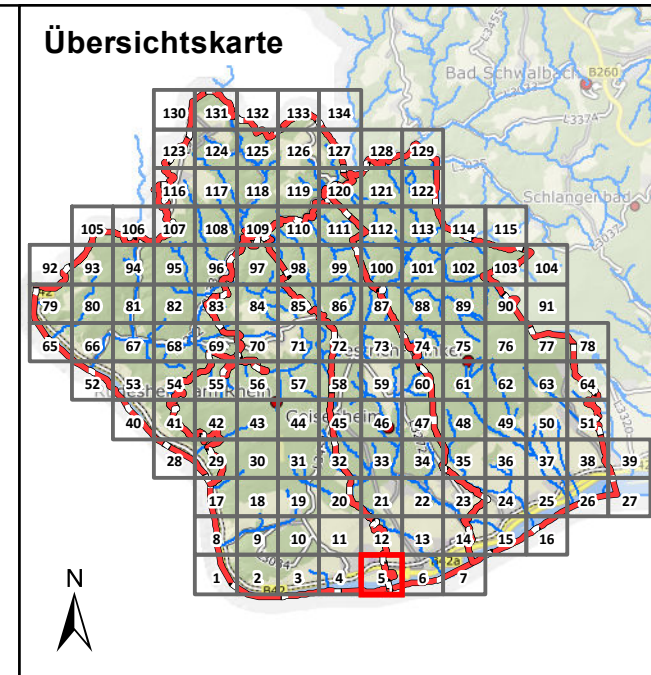 Übersichtskarte
Bad Schwalbach
B260
L3374
L3035
Schlangenbad
L3037
130 131 132 133 134
123 124 125 126 127 128 129
116 117 118 119 120 121 122
105 106 107 108 109 110 111 112 113 114 115
92 93 94 95 96 97 98 99 100 101 102 103 104
79 80 81 82 83 84 85 86 87 88 89 90 91
65 66 67 68 69 70 71 72 73 74 75 76 77 78
52 53 54 55 56 57 58 59 60 61 62 63 64
40 41 42 43 44 45 46 47 48 49 50 51
28 29 30 31 32 33 34 35 36 37 38 39
17 18 19 20 21 22 23 24 25 26 27
8 9 10 11 12 13 14 15 16
1 2 3 4 5 6 7
Geisenheim
L3320
L3034
B42
B42a
N